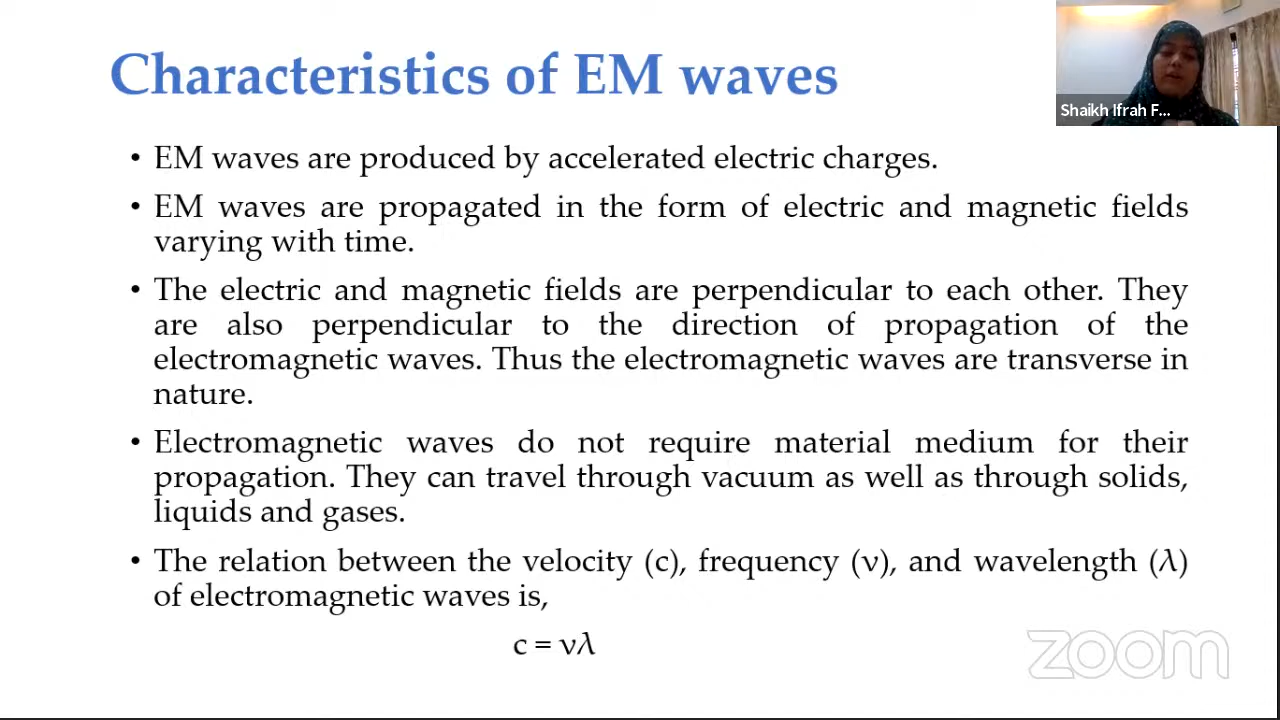 Characteristics of EM waves
Shaikh Ifrah F...
• EM waves are produced by accelerated electric charges.
• EM waves are propagated in the form of electric and magnetic fields
varying with time.
• The electric and magnetic fields are perpendicular to each other. They
are also perpendicular to the direction of propagation of the
electromagnetic waves. Thus the electromagnetic waves are transverse in
nature.
• Electromagnetic waves do not require material medium for their
propagation. They can travel through vacuum as well as through solids,
liquids and gases.
• The relation between the velocity (c), frequency (ν), and wavelength (λ)
of electromagnetic waves is,
c = νλ
zoom